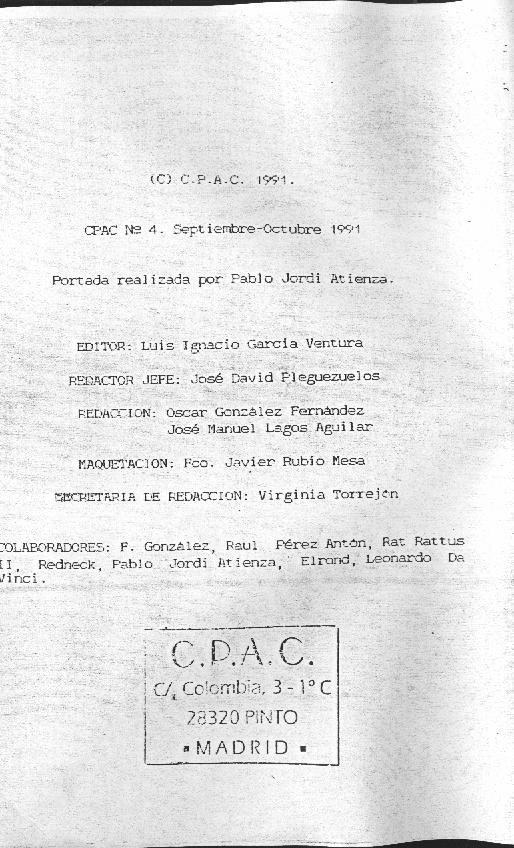 (C) C.P.A.C. 1991.
CPAC Nº 4. Septiembre-Octubre 1991
Portada realizada por Pablo Jordi Atienza.
EDITOR: Luis Ignacio García Ventura
REDACTOR JEFE: José David Pleguezuelos
REDACCION: Oscar González Fernández
José Manuel Lagos Aguilar
MAQUETACION: Fco. Javier Rubio Mesa
SECRETARIA DE REDACCION: Virginia Torrejón
COLABORADORES: F. González, Raul Pérez Antón, Rat Rattus
II, Redneck, Pablo Jordi Atienza, Elrond, Leonardo Da
Vinci.
C.P.A.C.
C/. Colombia, 3 - 1º C
28320 PINTO
▪ MADRID ▪